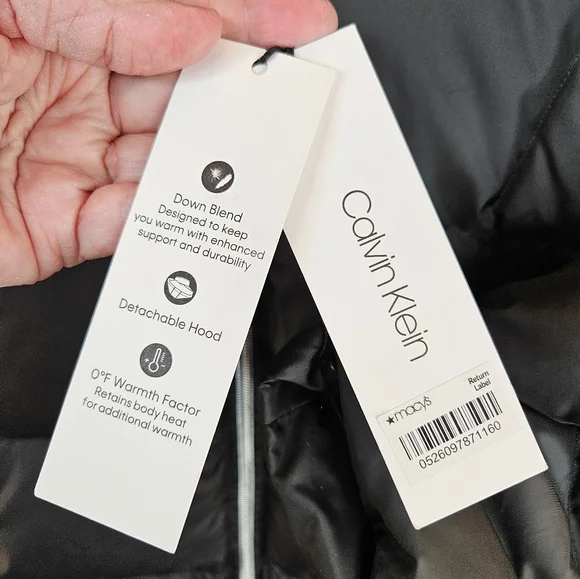 Down Blend
Designed to keep
you warm with enhanced
support and durability
Detachable Hood
0°F Warmth Factor
Retains body heat
for additional warmth
Calvin Klein
★macy's
Return
Label
0526097871160